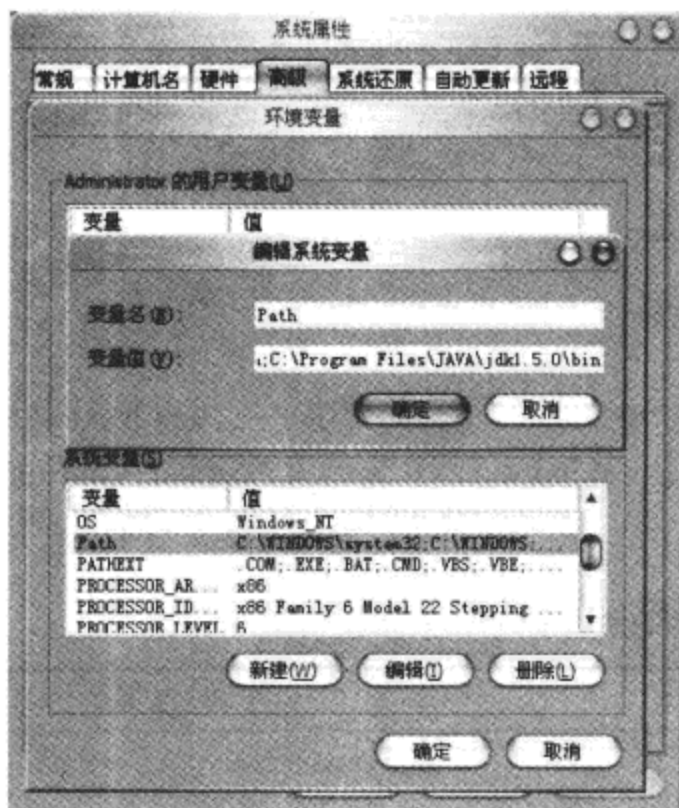 系统属性
常规 计算机名 硬件 高级 系统还原 自动更新 远程
环境变量
Administrator 的用户变量(U)
变量 值
编辑系统变量
变量名(N):
Path
变量值(V):
;C:\Program Files\JAVA\jdk1.5.0\bin
确定 取消
系统变量(S)
变量 值
OS Windows_NT
Path C:\WINDOWS\system32;C:\WINDOWS;...
PATHEXT .COM;.EXE;.BAT;.CMD;.VBS;.VBE;...
PROCESSOR_AR... x86
PROCESSOR_ID... x86 Family 6 Model 22 Stepping ...
PROCESSOR_LEVEL 6
新建(W) 编辑(I) 删除(L)
确定 取消